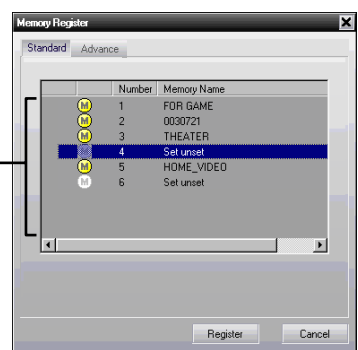 Memory Register
Standard Advance
Number Memory Name
M 1 FOR GAME
M 2 0030721
M 3 THEATER
4 Set unset
M 5 HOME_VIDEO
M 6 Set unset
Register Cancel